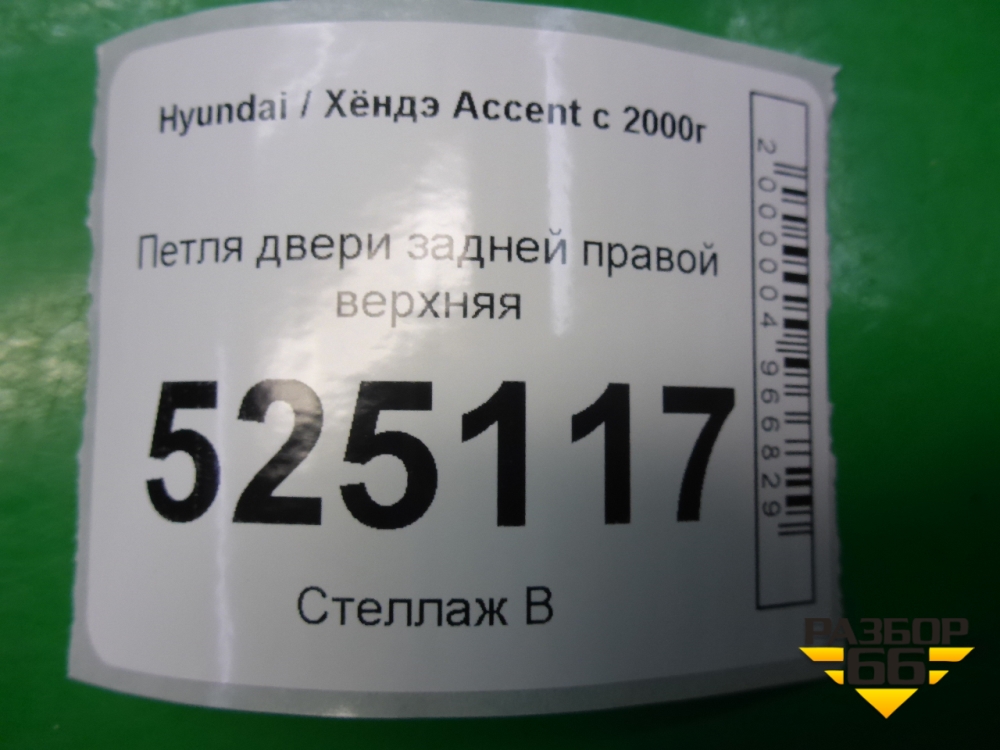 Hyundai / Хёндэ Accent с 2000г
Петля двери задней правой
верхняя
525117
Стеллаж В
2000004966829
РАЗБОР
66